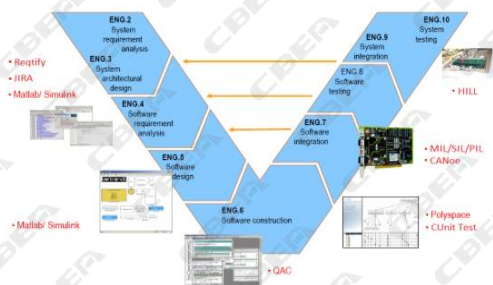 ENG.2
System
requirement
analysis
ENG.3
System
architectural
design
ENG.4
Software
requirement
analysis
ENG.5
Software
design
ENG.6
Software construction
ENG.7
Software
integration
ENG.8
Software
testing
ENG.9
System
integration
ENG.10
System
testing
• Reqtify
• JIRA
• Matlab/ Simulink
• Matlab/ Simulink
• QAC
• HILL
• MIL/SIL/PIL
• CANoe
• Polyspace
• CUnit Test
CBEA